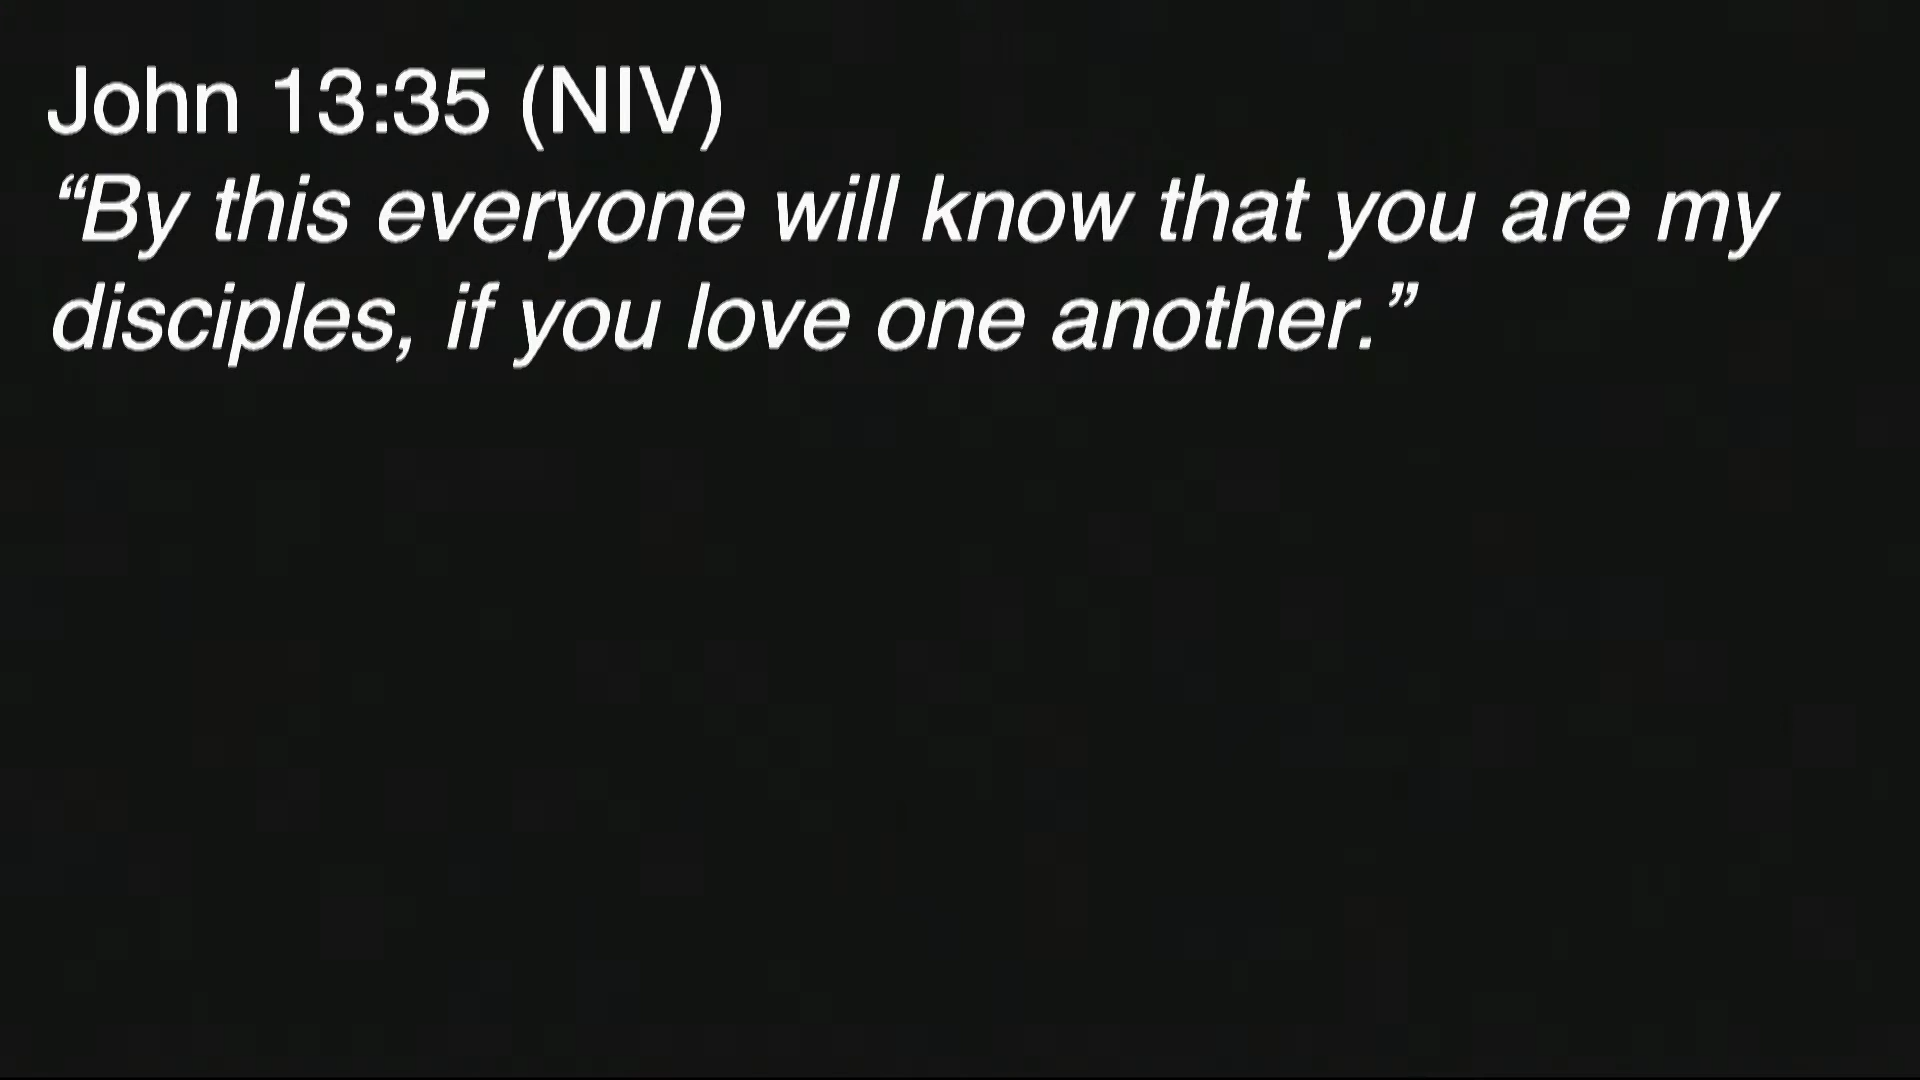 John 13:35 (NIV)
“By this everyone will know that you are my
disciples, if you love one another.”